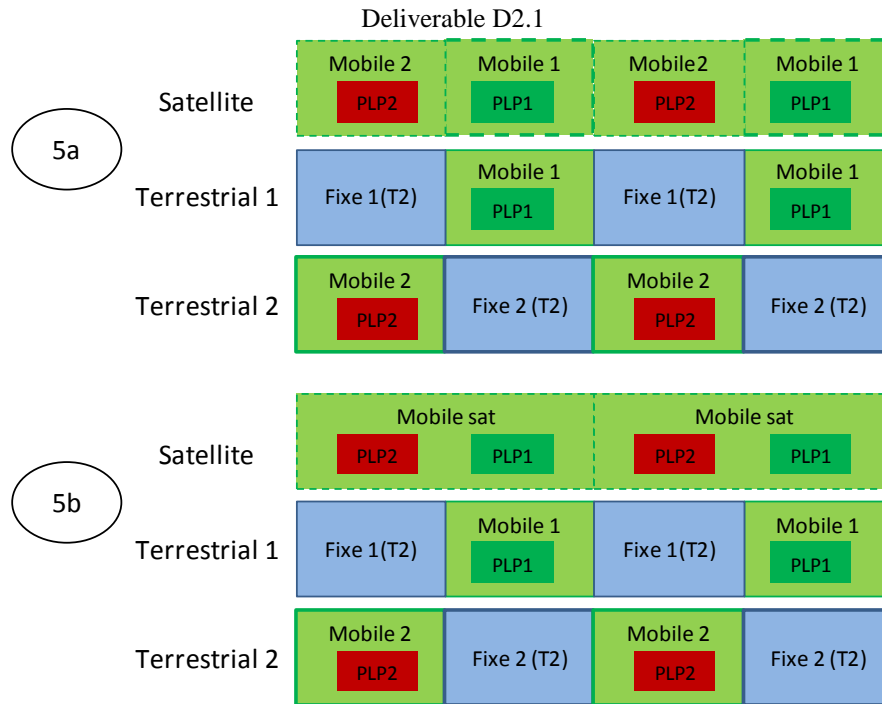 Deliverable D2.1
Mobile 2 Mobile 1 Mobile2 Mobile 1
Satellite PLP2 PLP1 PLP2 PLP1
5a
Terrestrial 1 Fixe 1(T2) Mobile 1 Fixe 1(T2) Mobile 1
PLP1 PLP1
Terrestrial 2 Mobile 2 Fixe 2 (T2) Mobile 2 Fixe 2 (T2)
PLP2 PLP2
Mobile sat Mobile sat
Satellite PLP2 PLP1 PLP2 PLP1
5b
Terrestrial 1 Fixe 1(T2) Mobile 1 Fixe 1(T2) Mobile 1
PLP1 PLP1
Terrestrial 2 Mobile 2 Fixe 2 (T2) Mobile 2 Fixe 2 (T2)
PLP2 PLP2